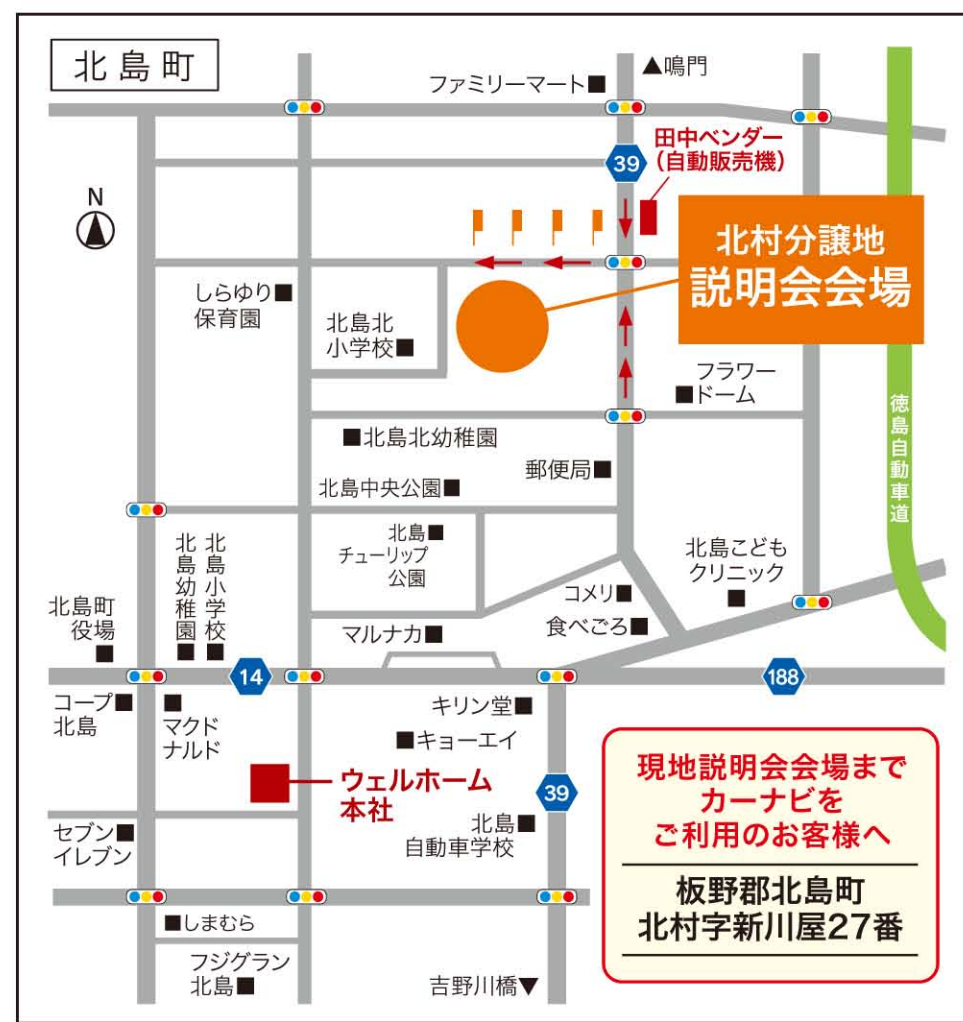 北島町
ファミリーマート■
▲鳴門
田中ベンダー
（自動販売機）
39
N
北村分譲地
説明会会場
しらゆり■
保育園
北島北
小学校■
フラワー
■ドーム
徳島自動車道
■北島北幼稚園
郵便局■
北島中央公園■
北島■
チューリップ
公園
北島こども
クリニック
■
北島幼稚園■
北島小学校■
北島町
役場
■
コメリ■
食べごろ■
マルナカ■
14
188
コープ■
北島
■
マクド
ナルド
キリン堂■
■キョーエイ
ウェルホーム
本社
39
北島■
自動車学校
セブン■
イレブン
現地説明会会場まで
カーナビを
ご利用のお客様へ
板野郡北島町
北村字新川屋27番
■しまむら
フジグラン
北島■
吉野川橋▼